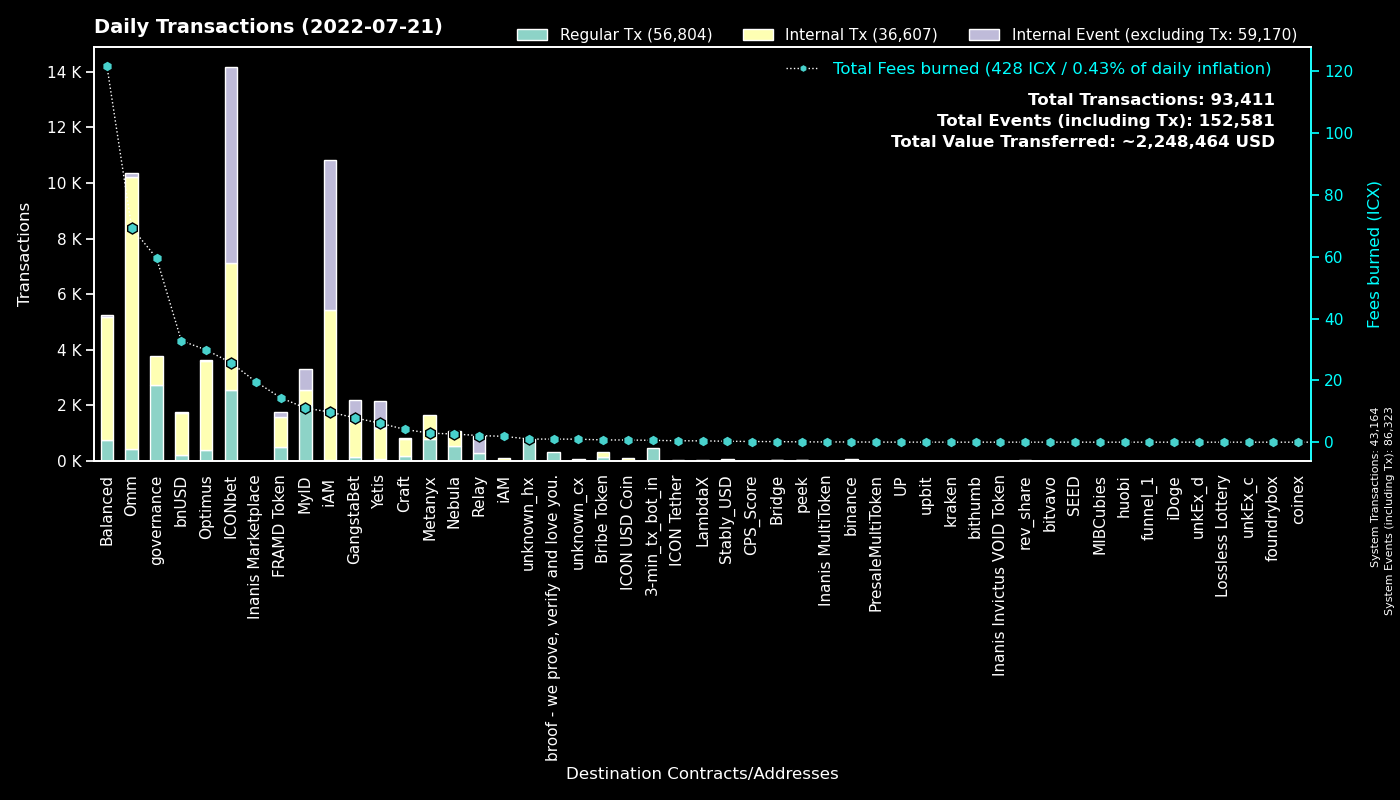 Daily Transactions (2022-07-21)
Regular Tx (56,804)
Internal Tx (36,607)
Internal Event (excluding Tx: 59,170)
Total Fees burned (428 ICX / 0.43% of daily inflation)
Total Transactions: 93,411
Total Events (including Tx): 152,581
Total Value Transferred: ~2,248,464 USD
Transactions
14 K
12 K
10 K
8 K
6 K
4 K
2 K
0 K
120
100
80
60
40
20
0
Fees burned (ICX)
System Transactions: 43,164
System Events (including Tx): 86,323
Balanced
Omm
governance
bnUSD
Optimus
ICONbet
Inanis Marketplace
FRAMD Token
MyID
iAM
GangstaBet
Yetis
Craft
Metanyx
Nebula
Relay
iAM
unknown_hx
broof - we prove, verify and love you.
unknown_cx
Bribe Token
ICON USD Coin
3-min_tx_bot_in
ICON Tether
LambdaX
Stably_USD
CPS_Score
Bridge
peek
Inanis MultiToken
binance
PresaleMultiToken
UP
upbit
kraken
bithumb
Inanis Invictus VOID Token
rev_share
bitvavo
SEED
MIBCubies
huobi
funnel_1
iDoge
unkEx_d
Lossless Lottery
unkEx_c
foundrybox
coinex
Destination Contracts/Addresses